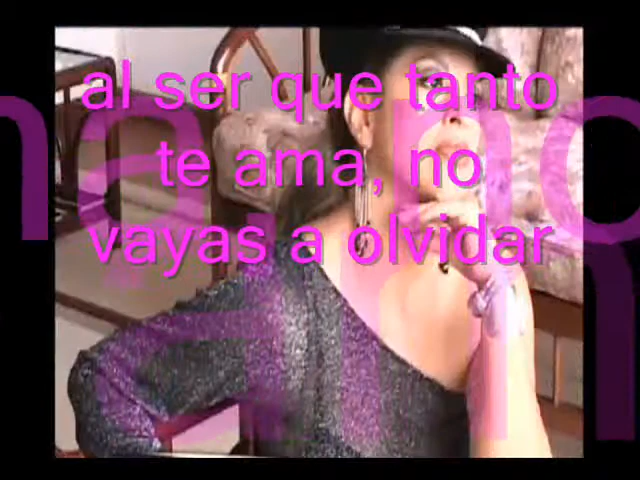 al ser que tanto
te ama, no
vayas a olvidar